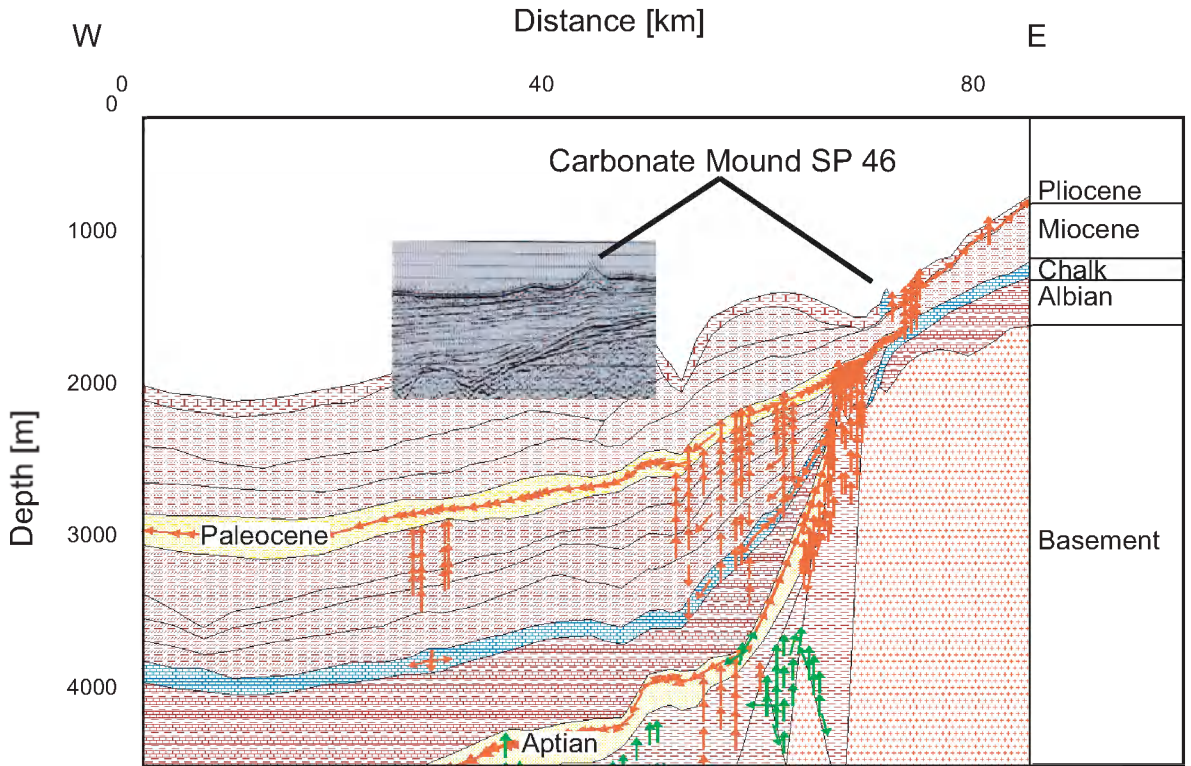 Distance [km]
W
E
0
40
80
0
Carbonate Mound SP 46
Pliocene
1000
Miocene
Chalk
Albian
2000
Depth [m]
3000
Paleocene
Basement
4000
Aptian